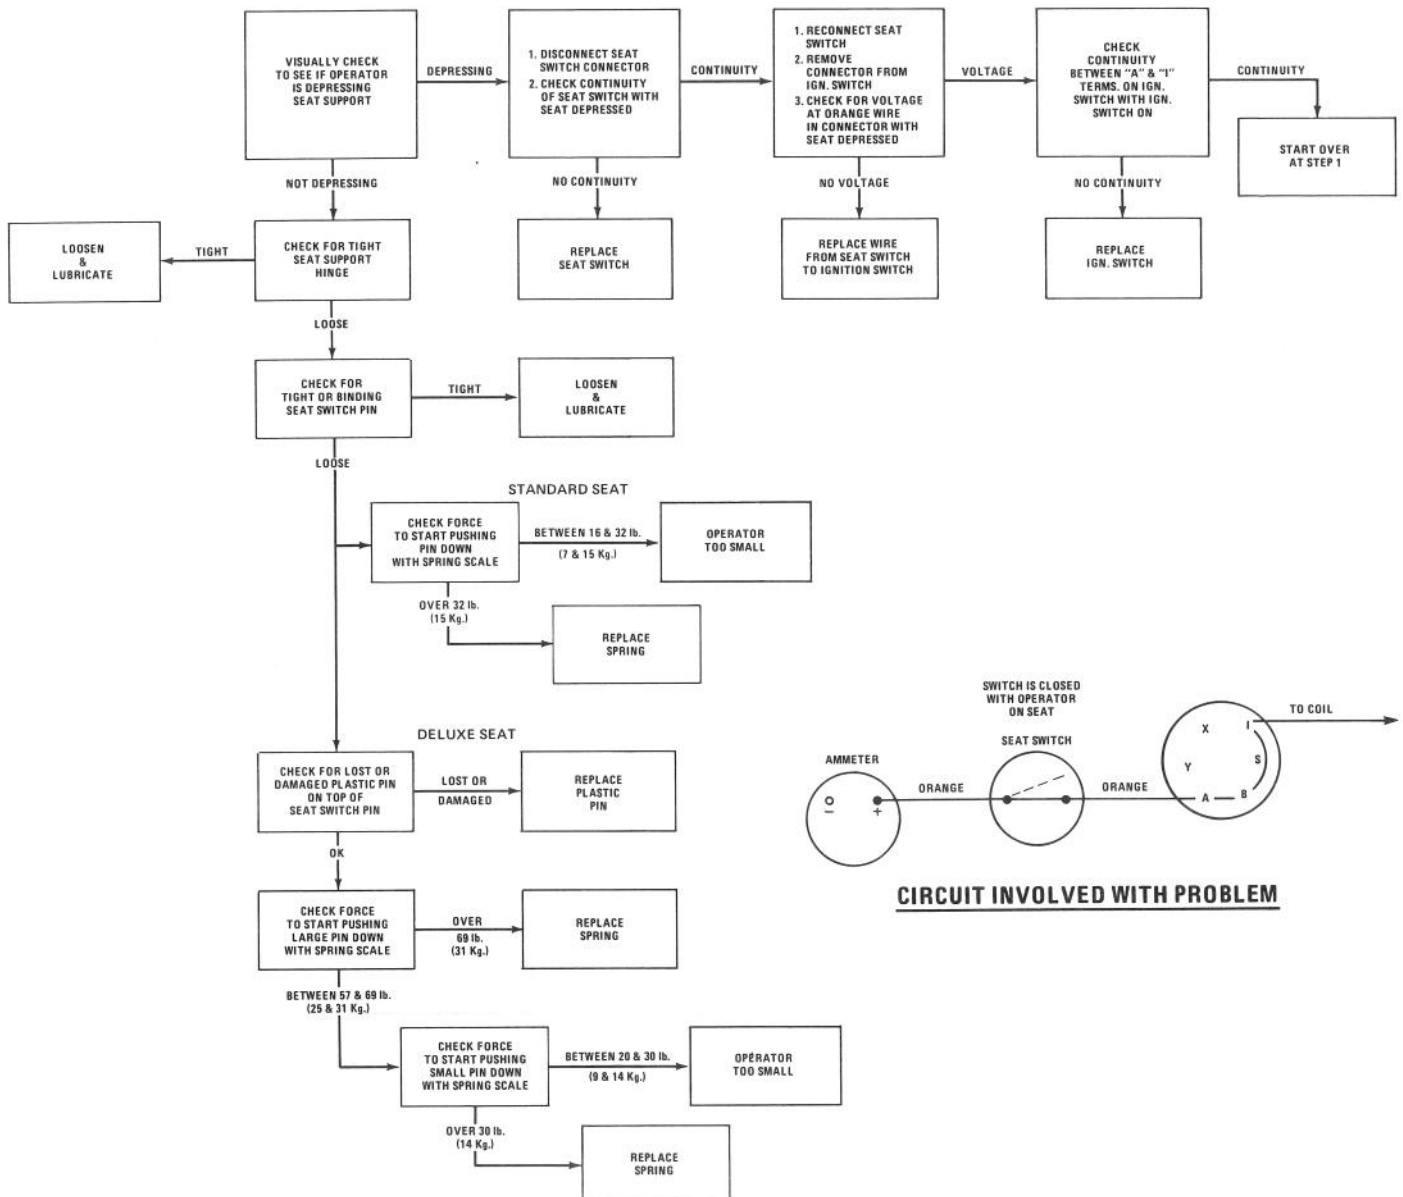 VISUALLY CHECK
TO SEE IF OPERATOR
IS DEPRESSING
SEAT SUPPORT
DEPRESSING
1. DISCONNECT SEAT
SWITCH CONNECTOR
2. CHECK CONTINUITY
OF SEAT SWITCH WITH
SEAT DEPRESSED
CONTINUITY
1. RECONNECT SEAT
SWITCH
2. REMOVE
CONNECTOR FROM
IGN. SWITCH
3. CHECK FOR VOLTAGE
AT ORANGE WIRE
IN CONNECTOR WITH
SEAT DEPRESSED
VOLTAGE
CHECK
CONTINUITY
BETWEEN "A" & "I"
TERMS. ON IGN.
SWITCH WITH IGN.
SWITCH ON
CONTINUITY
START OVER
AT STEP 1
NOT DEPRESSING
NO CONTINUITY
NO VOLTAGE
NO CONTINUITY
LOOSEN
&
LUBRICATE
TIGHT
CHECK FOR TIGHT
SEAT SUPPORT
HINGE
REPLACE
SEAT SWITCH
REPLACE WIRE
FROM SEAT SWITCH
TO IGNITION SWITCH
REPLACE
IGN. SWITCH
LOOSE
CHECK FOR
TIGHT OR BINDING
SEAT SWITCH PIN
TIGHT
LOOSEN
&
LUBRICATE
LOOSE
STANDARD SEAT
CHECK FORCE
TO START PUSHING
PIN DOWN
WITH SPRING SCALE
BETWEEN 16 & 32 lb.
(7 & 15 Kg.)
OPERATOR
TOO SMALL
OVER 32 lb.
(15 Kg.)
REPLACE
SPRING
DELUXE SEAT
CHECK FOR LOST OR
DAMAGED PLASTIC PIN
ON TOP OF
SEAT SWITCH PIN
LOST OR
DAMAGED
REPLACE
PLASTIC
PIN
OK
CHECK FORCE
TO START PUSHING
LARGE PIN DOWN
WITH SPRING SCALE
OVER
69 lb.
(31 Kg.)
REPLACE
SPRING
BETWEEN 57 & 69 lb.
(25 & 31 Kg.)
CHECK FORCE
TO START PUSHING
SMALL PIN DOWN
WITH SPRING SCALE
BETWEEN 20 & 30 lb.
(9 & 14 Kg.)
OPERATOR
TOO SMALL
OVER 30 lb.
(14 Kg.)
REPLACE
SPRING
SWITCH IS CLOSED
WITH OPERATOR
ON SEAT
SEAT SWITCH
AMMETER
− +
ORANGE
ORANGE
X
I
Y
S
A
B
TO COIL
CIRCUIT INVOLVED WITH PROBLEM